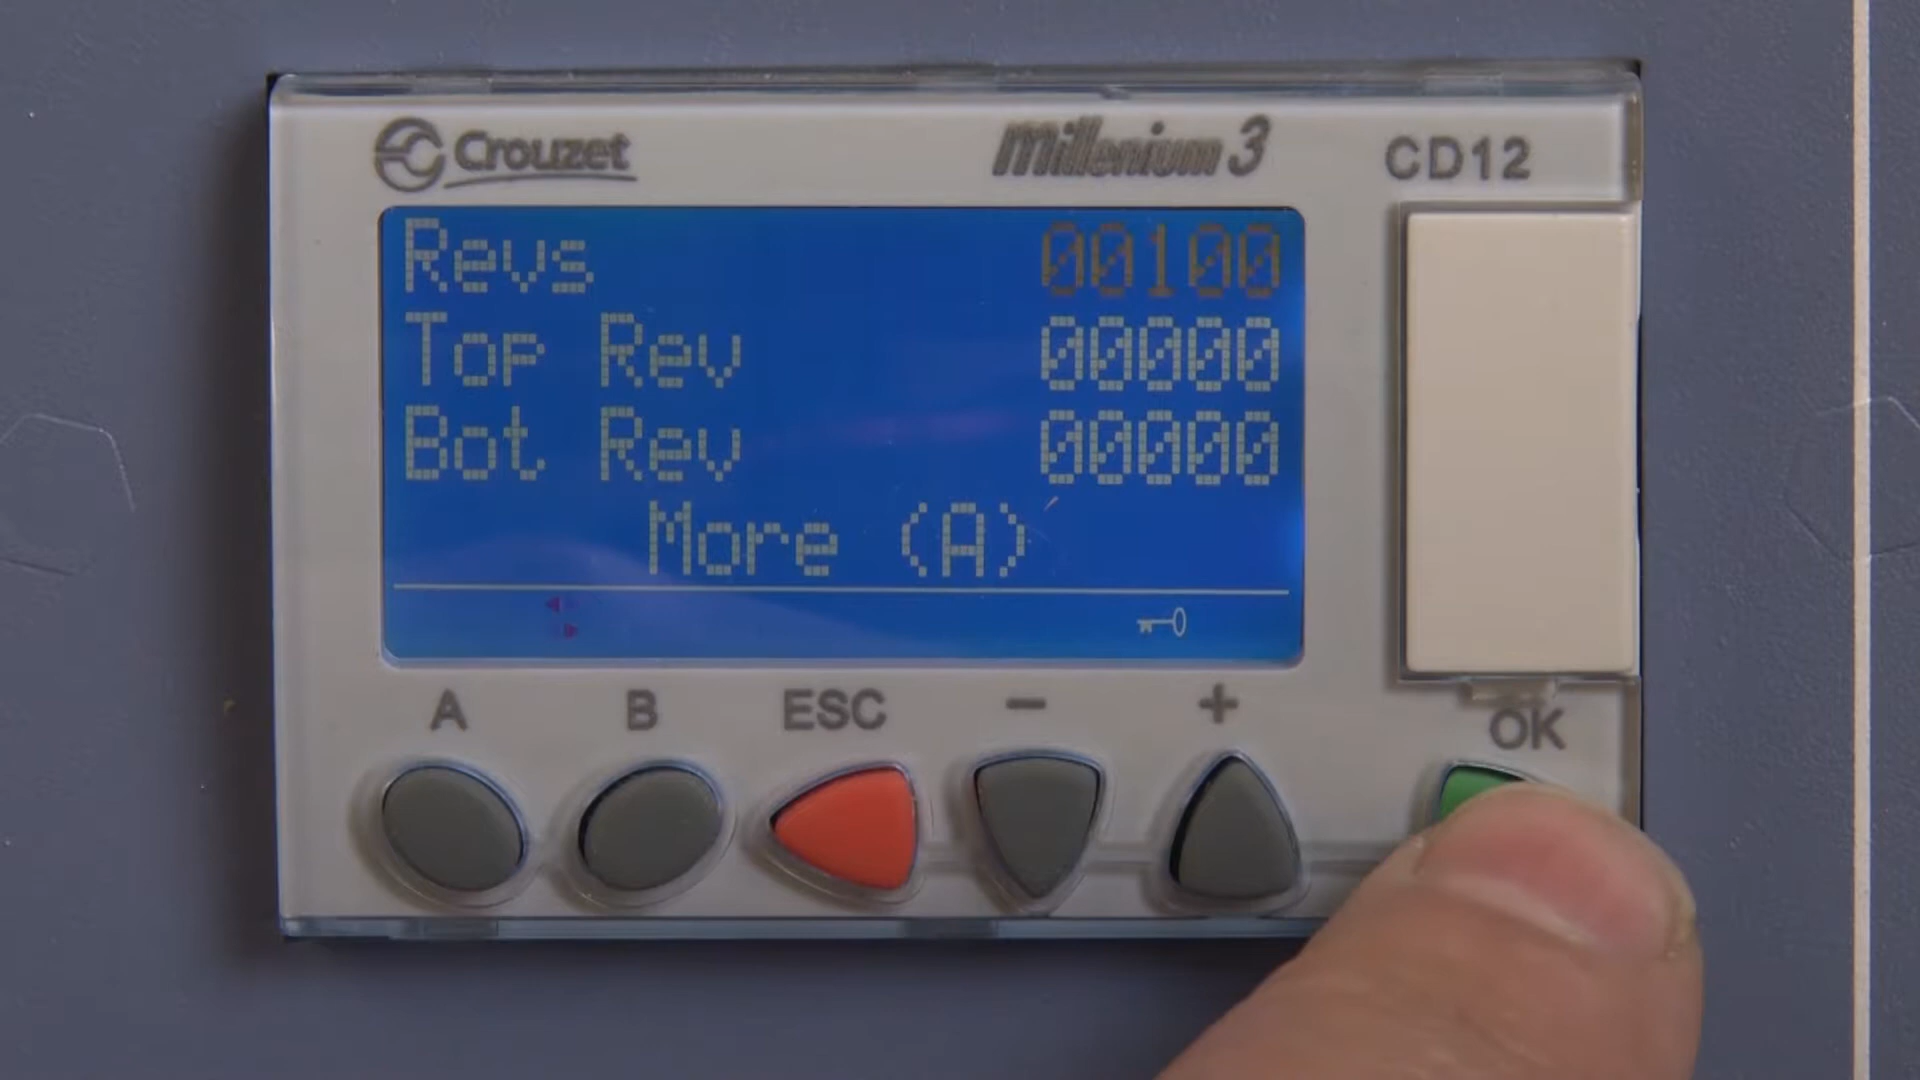 Crouzet millenium 3 CD12
Revs 00100
Top Rev 00000
Bot Rev 00000
More (A)
A B ESC - + OK